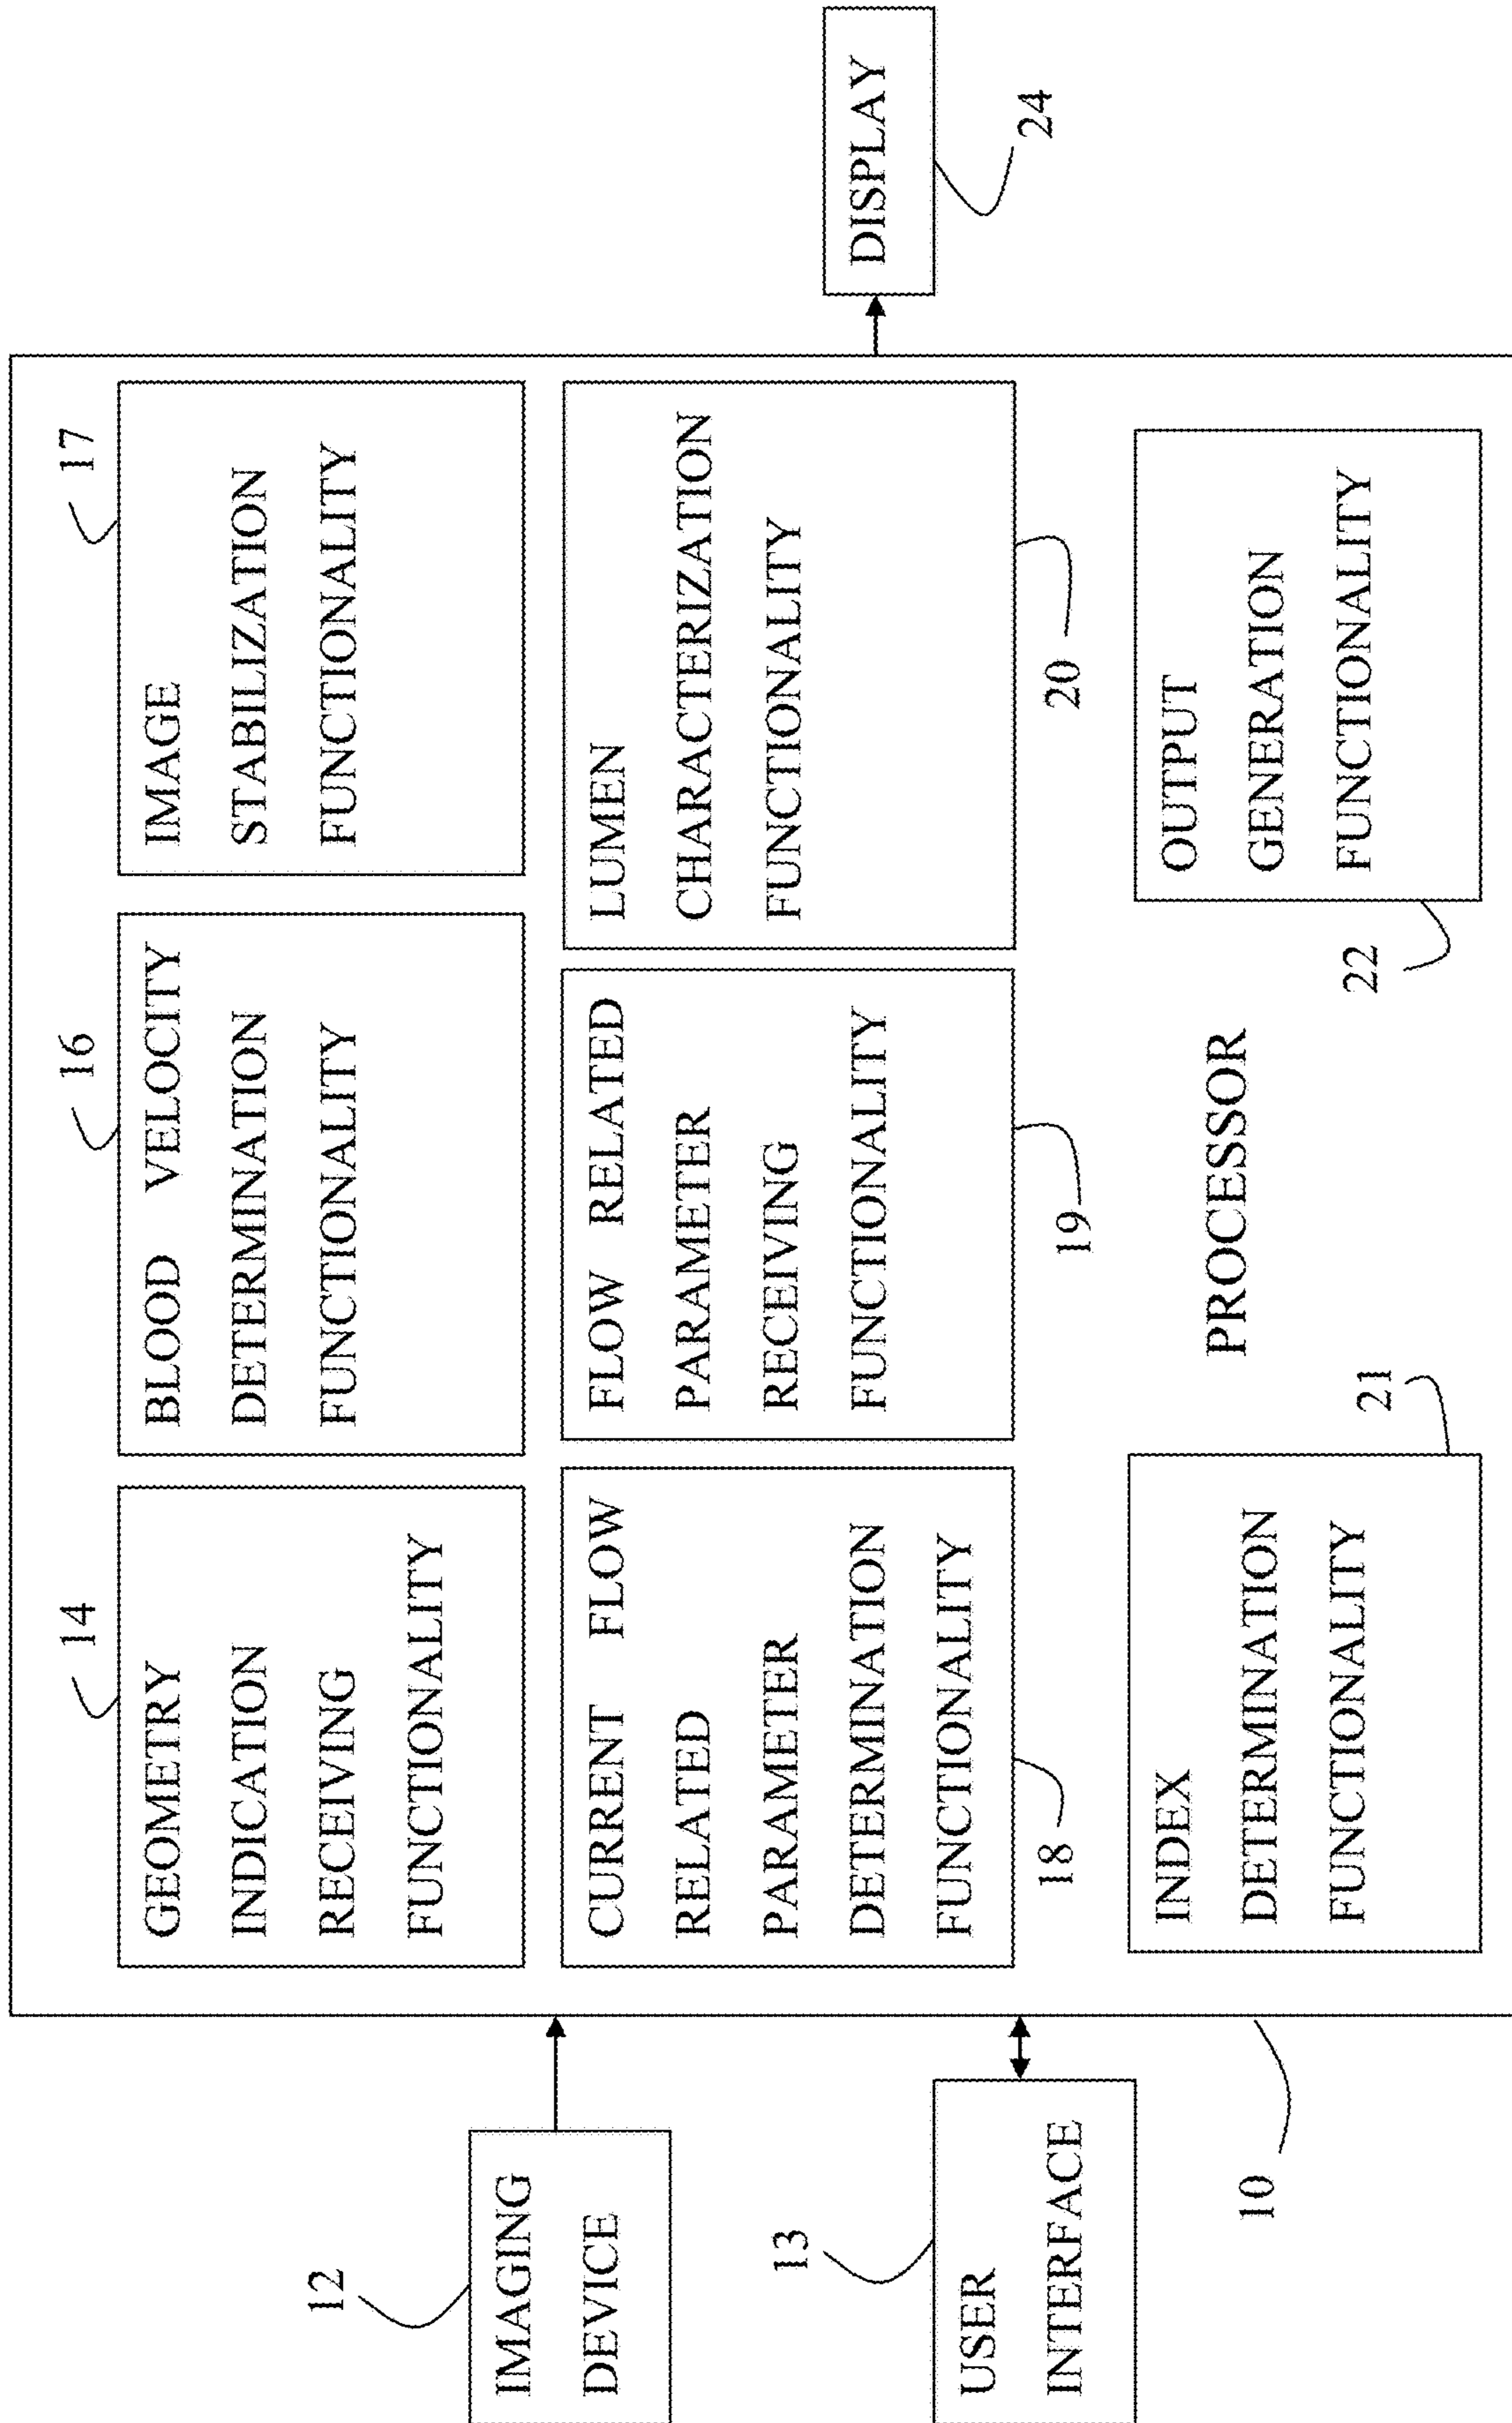 IMAGING
DEVICE
12
USER
INTERFACE
13
10
14
GEOMETRY
INDICATION
RECEIVING
FUNCTIONALITY
16
BLOOD VELOCITY
DETERMINATION
FUNCTIONALITY
17
IMAGE
STABILIZATION
FUNCTIONALITY
CURRENT FLOW
RELATED
PARAMETER
DETERMINATION
FUNCTIONALITY
18
FLOW RELATED
PARAMETER
RECEIVING
FUNCTIONALITY
19
LUMEN
CHARACTERIZATION
FUNCTIONALITY
20
INDEX
DETERMINATION
FUNCTIONALITY
21
PROCESSOR
OUTPUT
GENERATION
FUNCTIONALITY
22
DISPLAY
24